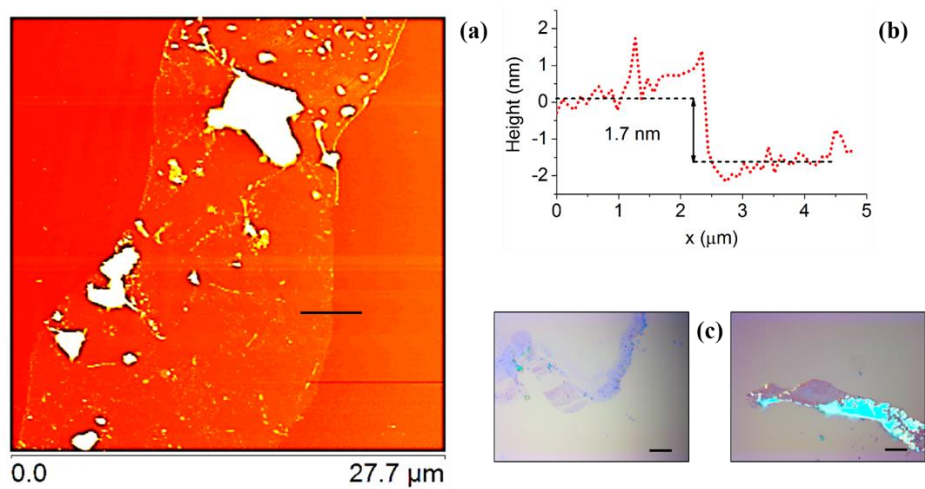 (a)
0.0 27.7 µm
(b)
Height (nm)
2
1
0
-1
-2
1.7 nm
0 1 2 3 4 5
x (μm)
(c)